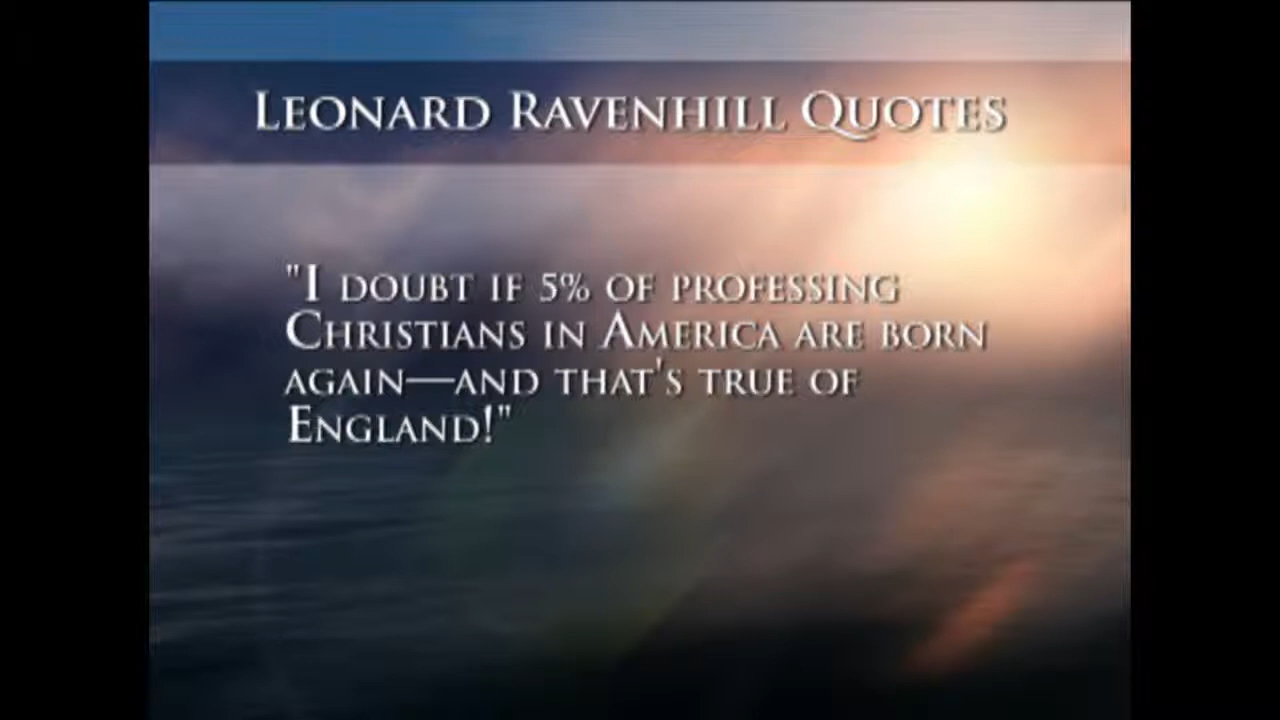 Leonard Ravenhill Quotes
"I doubt if 5% of professing
Christians in America are born
again—and that's true of
England!"